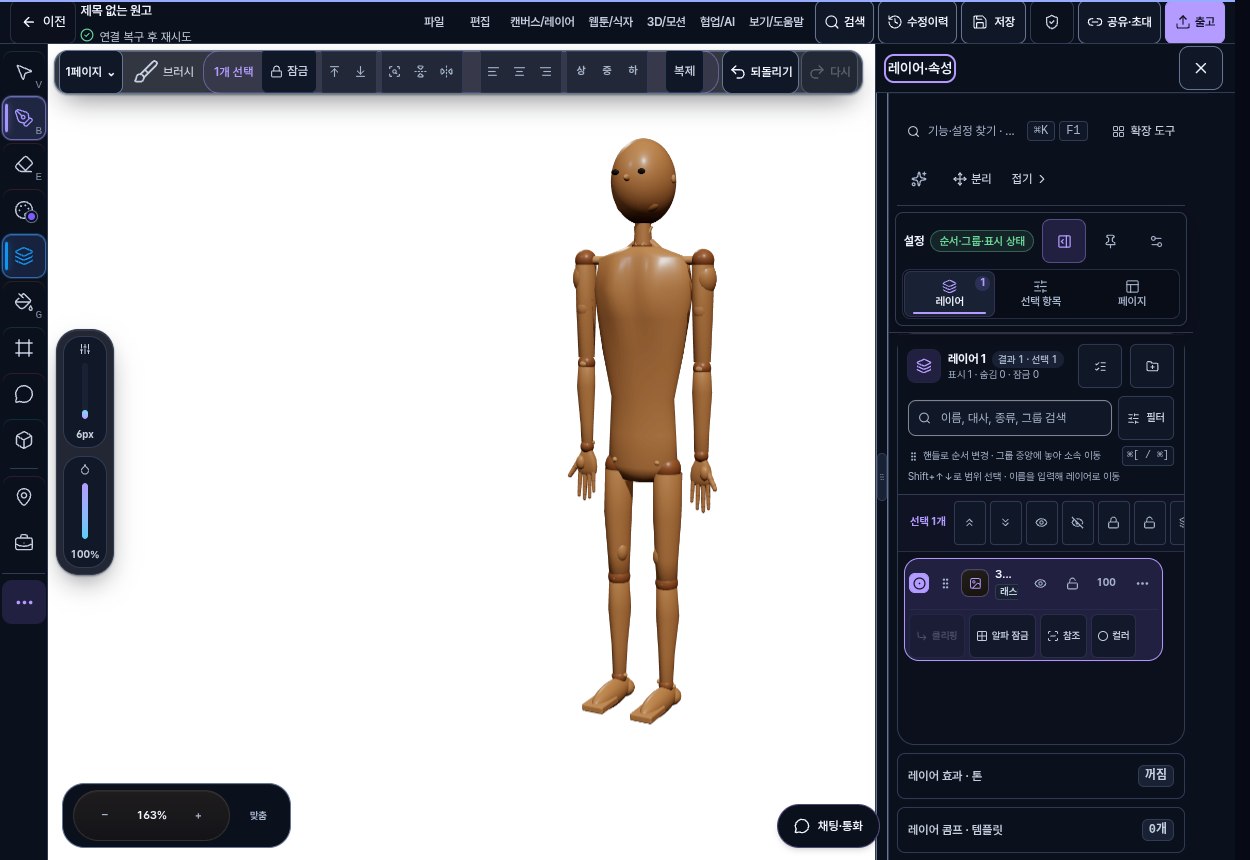 이전
제목 없는 원고
연결 복구 후 재시도
파일 편집 캔버스/레이어 웹툰/식자 3D/모션 협업/AI 보기/도움말 검색 수정이력 저장 공유·초대 출고
1페이지 브러시 1개 선택 잠금 상 중 하 복제 되돌리기 다시
레이어·속성
V
B
E
G
기능·설정 찾기 · ... ⌘K F1 확장 도구
분리 접기
설정 순서·그룹·표시 상태
1
레이어 선택 항목 페이지
레이어 1 결과 1 · 선택 1
표시 1 · 숨김 0 · 잠금 0
이름, 대사, 종류, 그룹 검색 필터
핸들로 순서 변경 · 그룹 중앙에 놓아 소속 이동 ⌘[ / ⌘]
Shift+↑↓로 범위 선택 · 이름을 입력해 레이어로 이동
선택 1개
3...
래스
100
클리핑 알파 잠금 참조 컬러
6px
100%
레이어 효과 · 톤 꺼짐
레이어 콤프 · 템플릿 0개
− 163% + 맞춤
채팅·통화